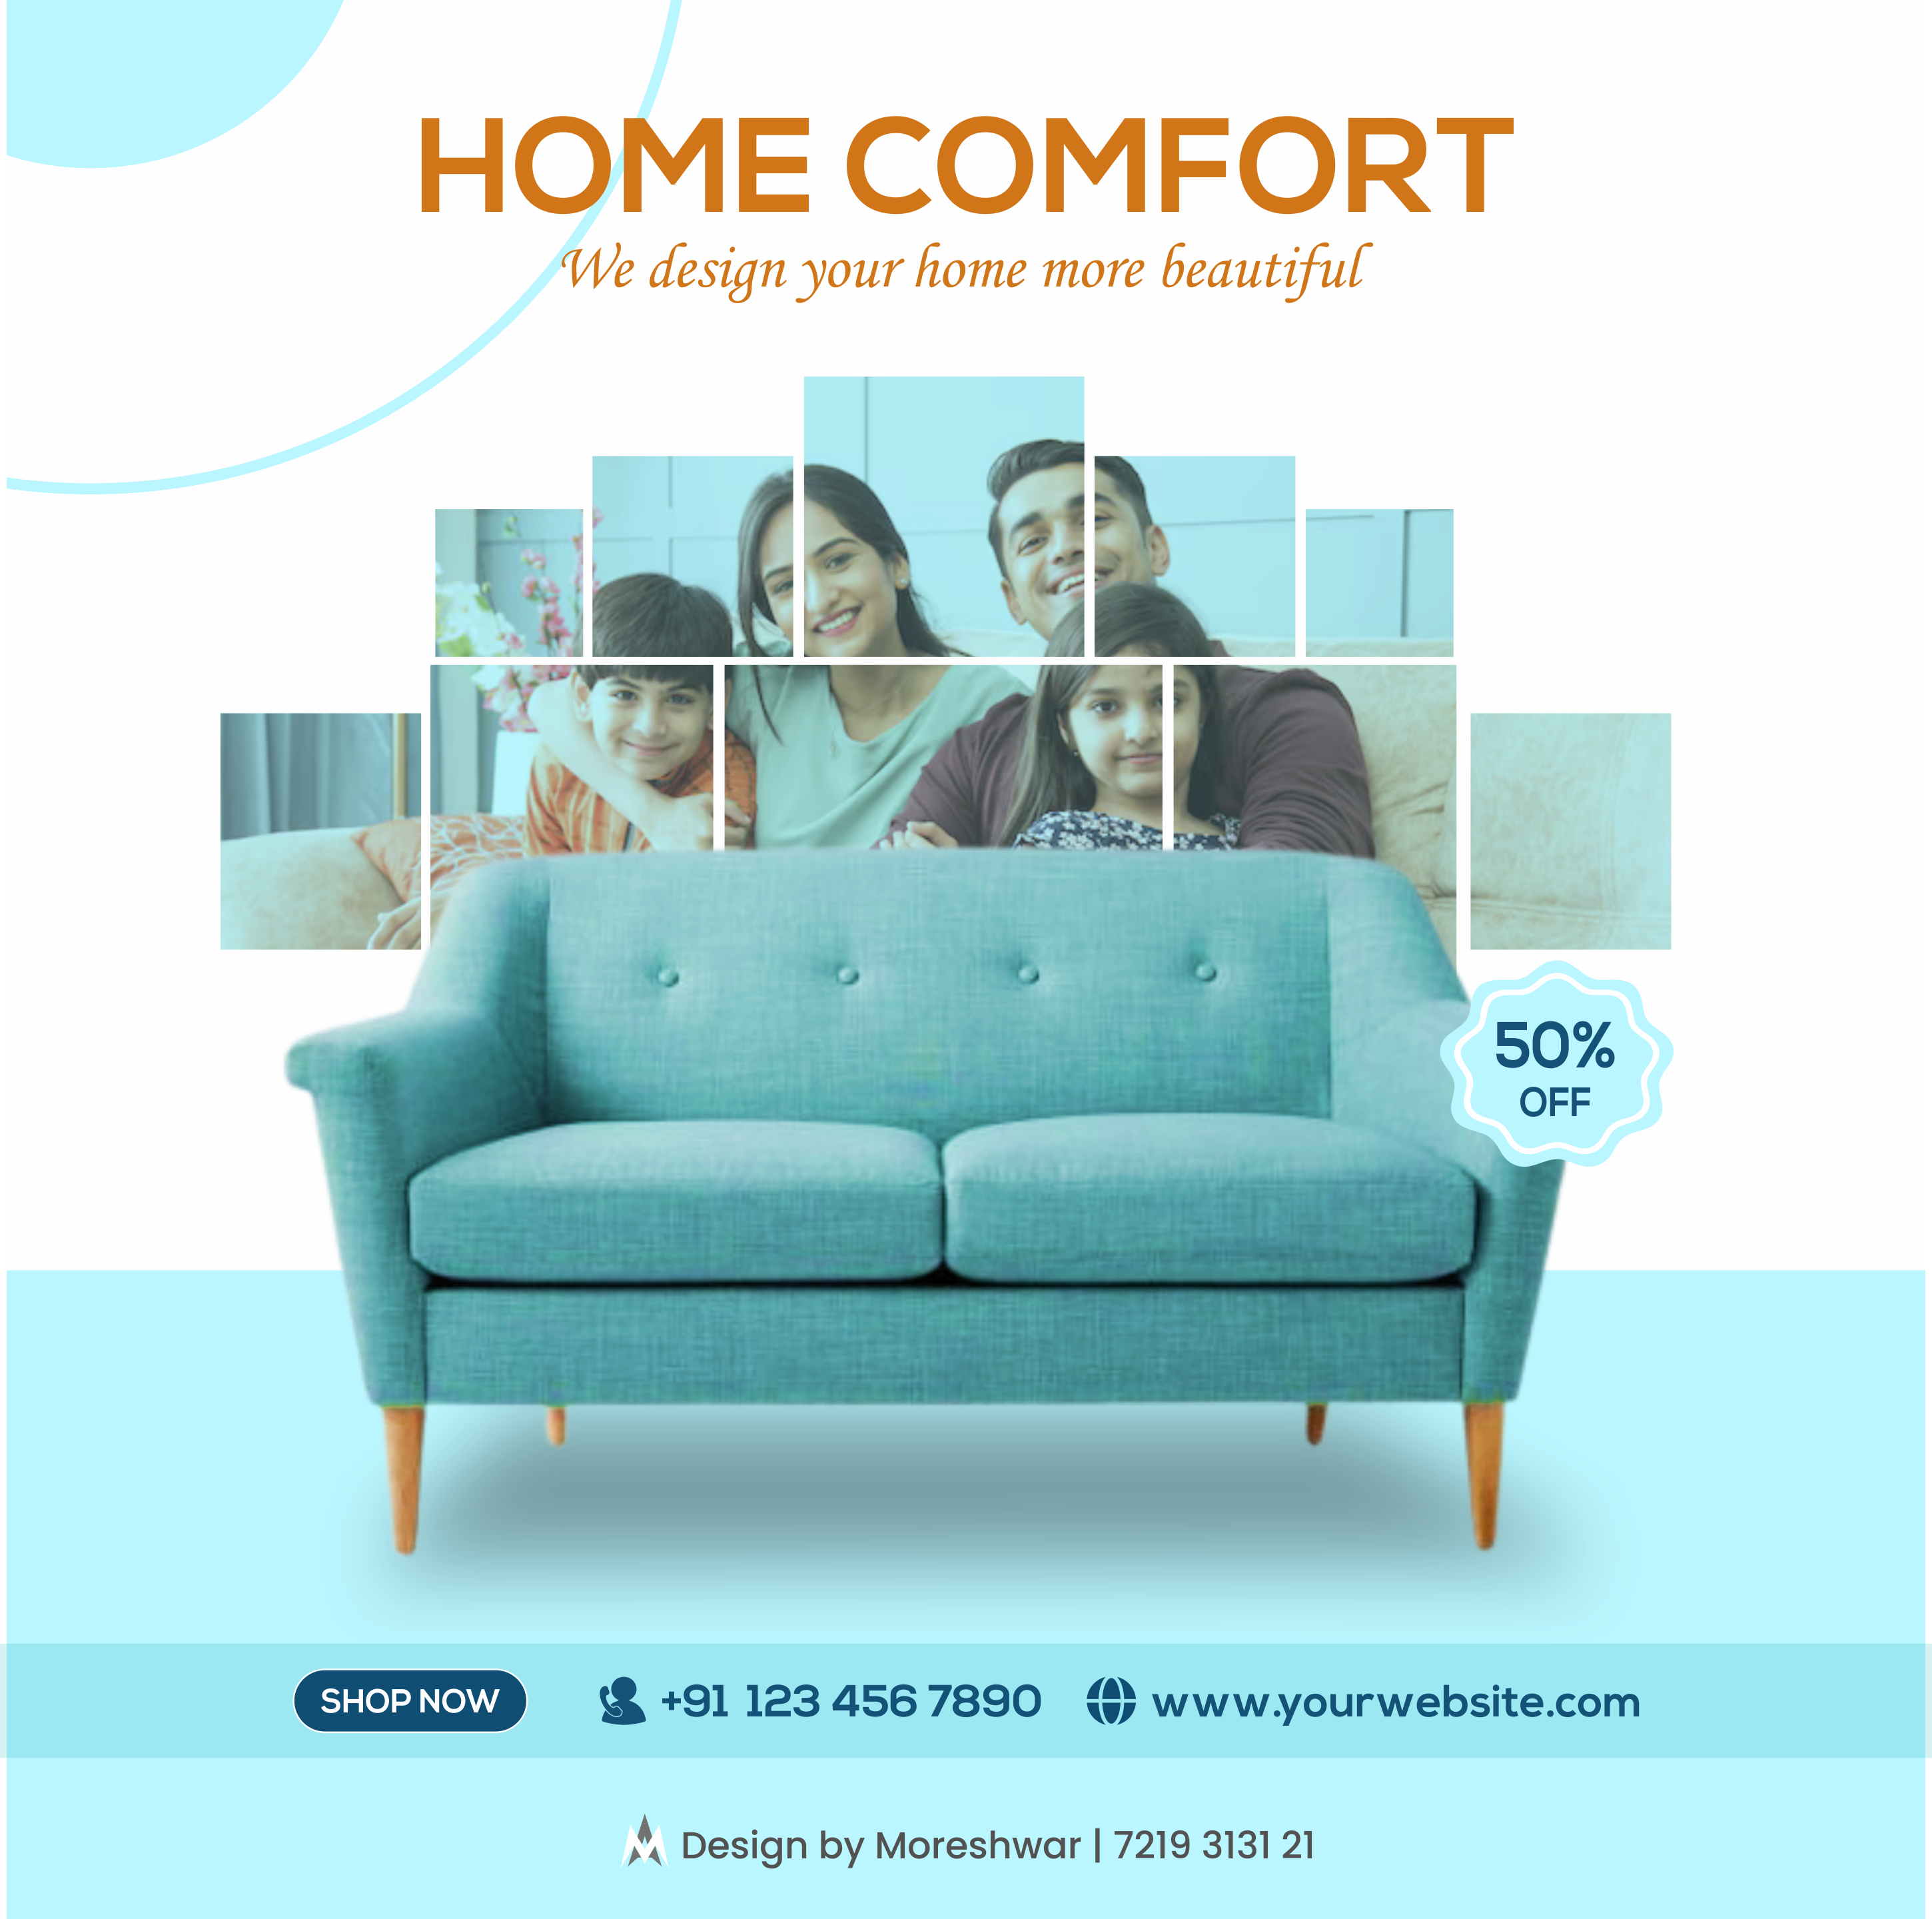 HOME COMFORT
We design your home more beautiful
50%
OFF
SHOP NOW +91 123 456 7890 www.yourwebsite.com
Design by Moreshwar | 7219 3131 21